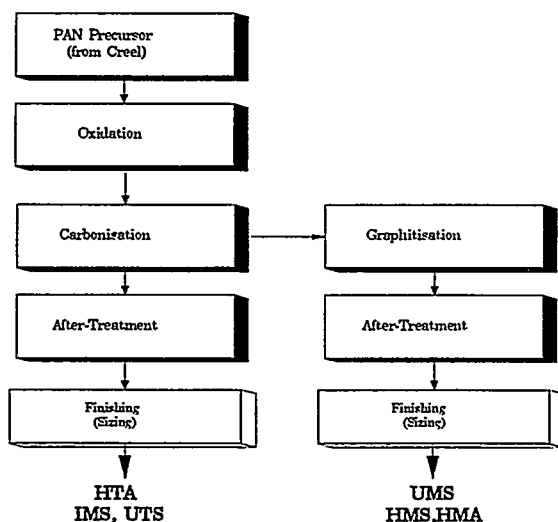 PAN Precursor
(from Creel)
Oxidation
Carbonisation
Graphitisation
After-Treatment
After-Treatment
Finishing
(Sizing)
Finishing
(Sizing)
HTA
IMS, UTS
UMS
HMS,HMA